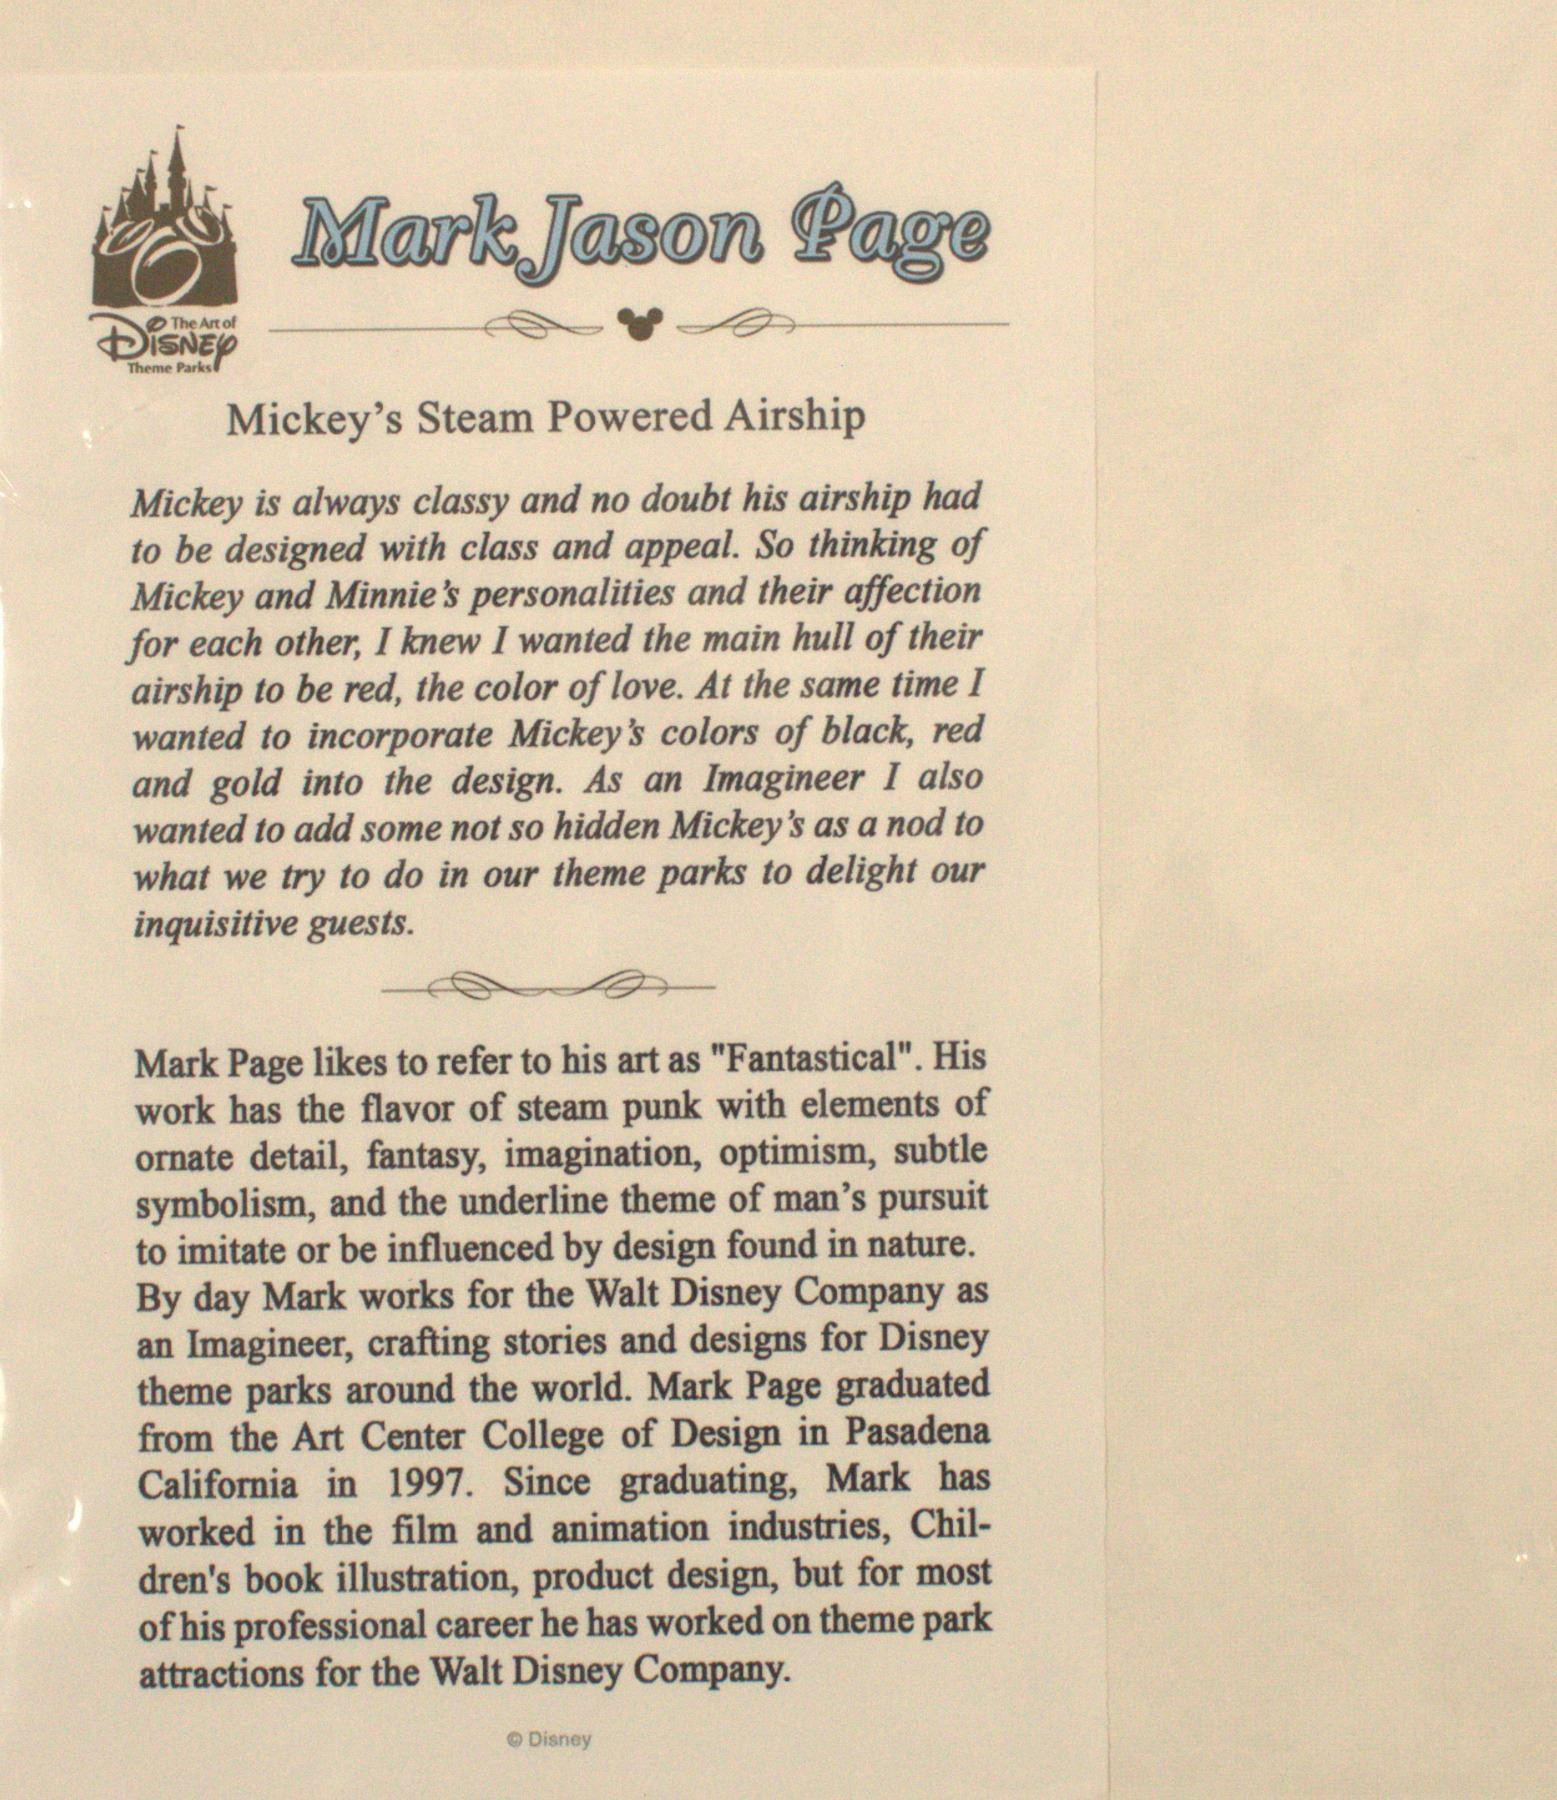 Mark Jason Page
The Art of
Disney
Theme Parks
Mickey’s Steam Powered Airship
Mickey is always classy and no doubt his airship had
to be designed with class and appeal. So thinking of
Mickey and Minnie’s personalities and their affection
for each other, I knew I wanted the main hull of their
airship to be red, the color of love. At the same time I
wanted to incorporate Mickey’s colors of black, red
and gold into the design. As an Imagineer I also
wanted to add some not so hidden Mickey’s as a nod to
what we try to do in our theme parks to delight our
inquisitive guests.
Mark Page likes to refer to his art as "Fantastical". His
work has the flavor of steam punk with elements of
ornate detail, fantasy, imagination, optimism, subtle
symbolism, and the underline theme of man’s pursuit
to imitate or be influenced by design found in nature.
By day Mark works for the Walt Disney Company as
an Imagineer, crafting stories and designs for Disney
theme parks around the world. Mark Page graduated
from the Art Center College of Design in Pasadena
California in 1997. Since graduating, Mark has
worked in the film and animation industries, Chil-
dren's book illustration, product design, but for most
of his professional career he has worked on theme park
attractions for the Walt Disney Company.
© Disney